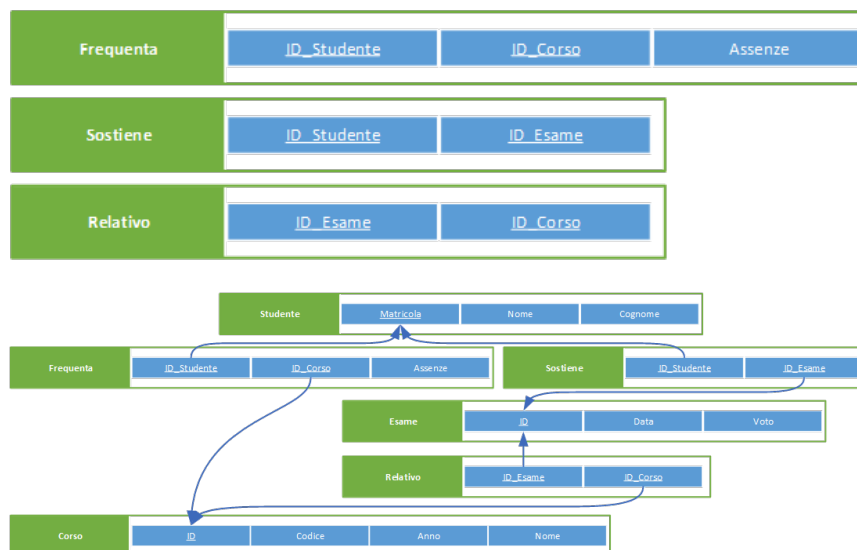 Frequenta ID_Studente ID_Corso Assenze
Sostiene ID_Studente ID_Esame
Relativo ID_Esame ID_Corso
Studente Matricola Nome Cognome
Frequenta ID_Studente ID_Corso Assenze
Sostiene ID_Studente ID_Esame
Esame ID Data Voto
Relativo ID_Esame ID_Corso
Corso ID Codice Anno Nome